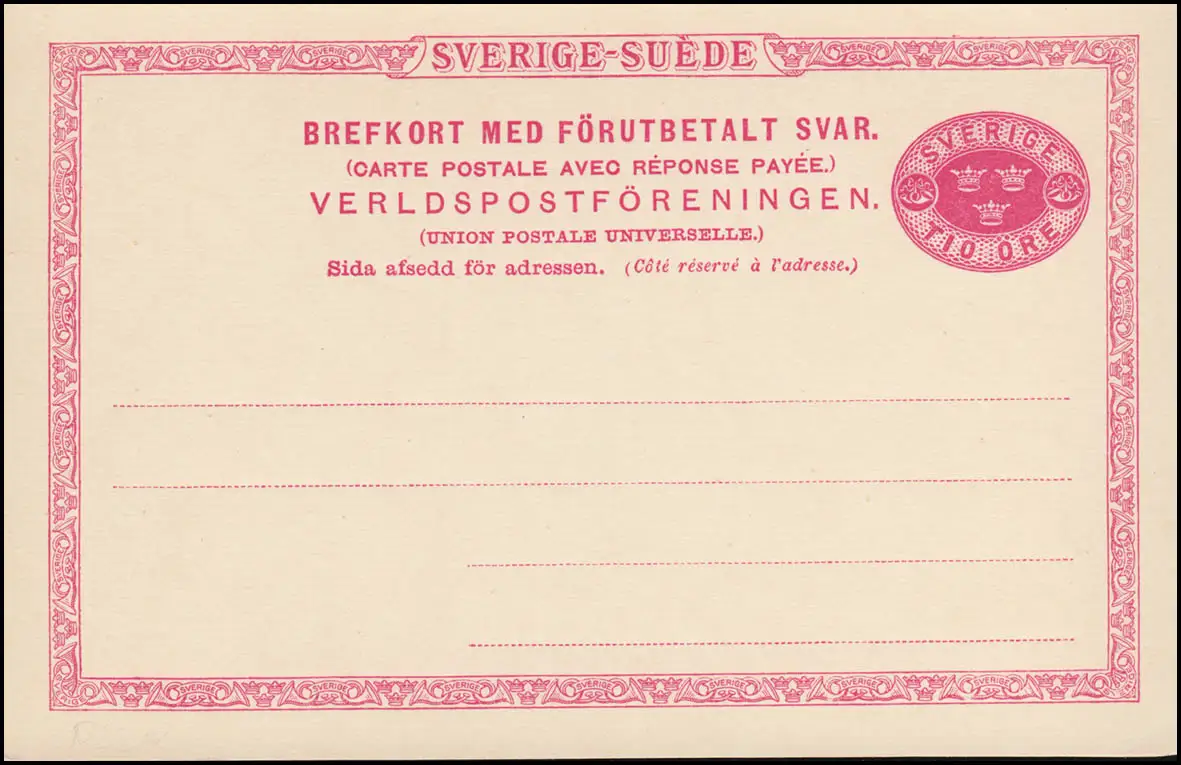 SVERIGE-SUÈDE
BREFKORT MED FÖRUTBETALT SVAR.
(CARTE POSTALE AVEC RÉPONSE PAYÉE.)
VERLDSPOSTFÖRENINGEN.
(UNION POSTALE UNIVERSELLE.)
Sida afsedd för adressen. (Côté réservé à l'adresse.)
SVERIGE
TIO ÖRE